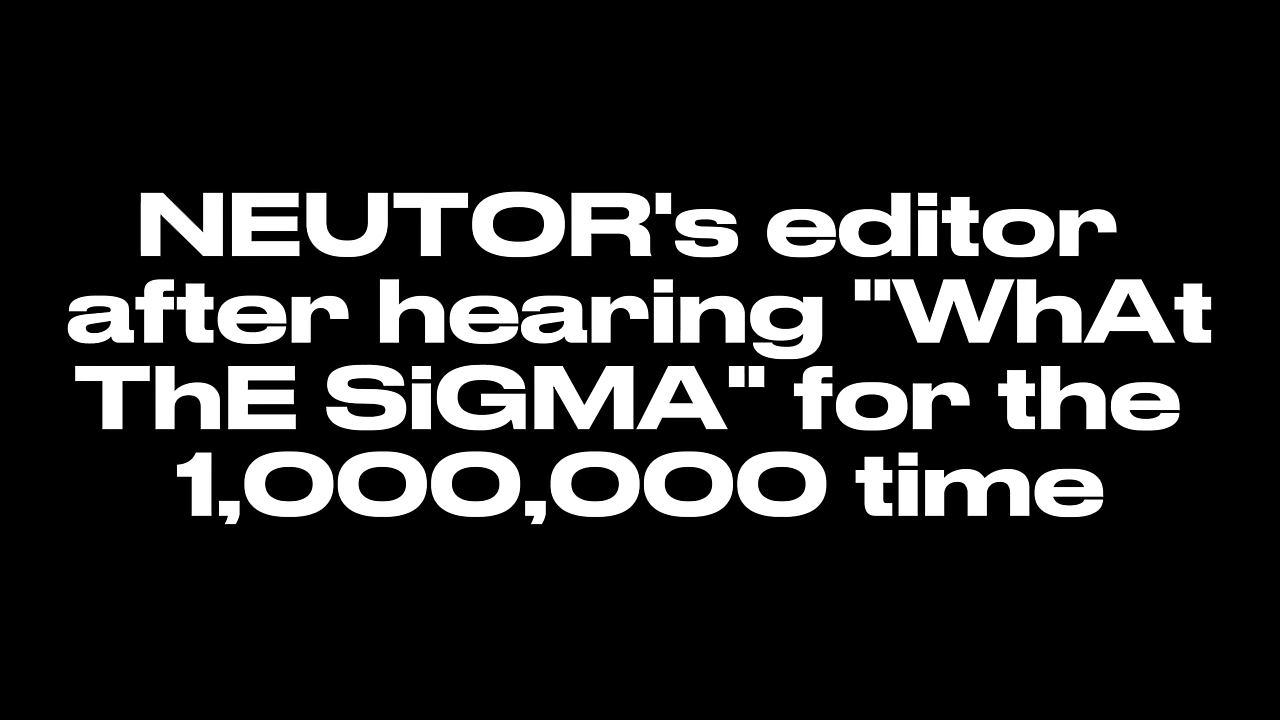 NEUTOR's editor
after hearing "WhAt
ThE SiGMA" for the
1,000,000 time